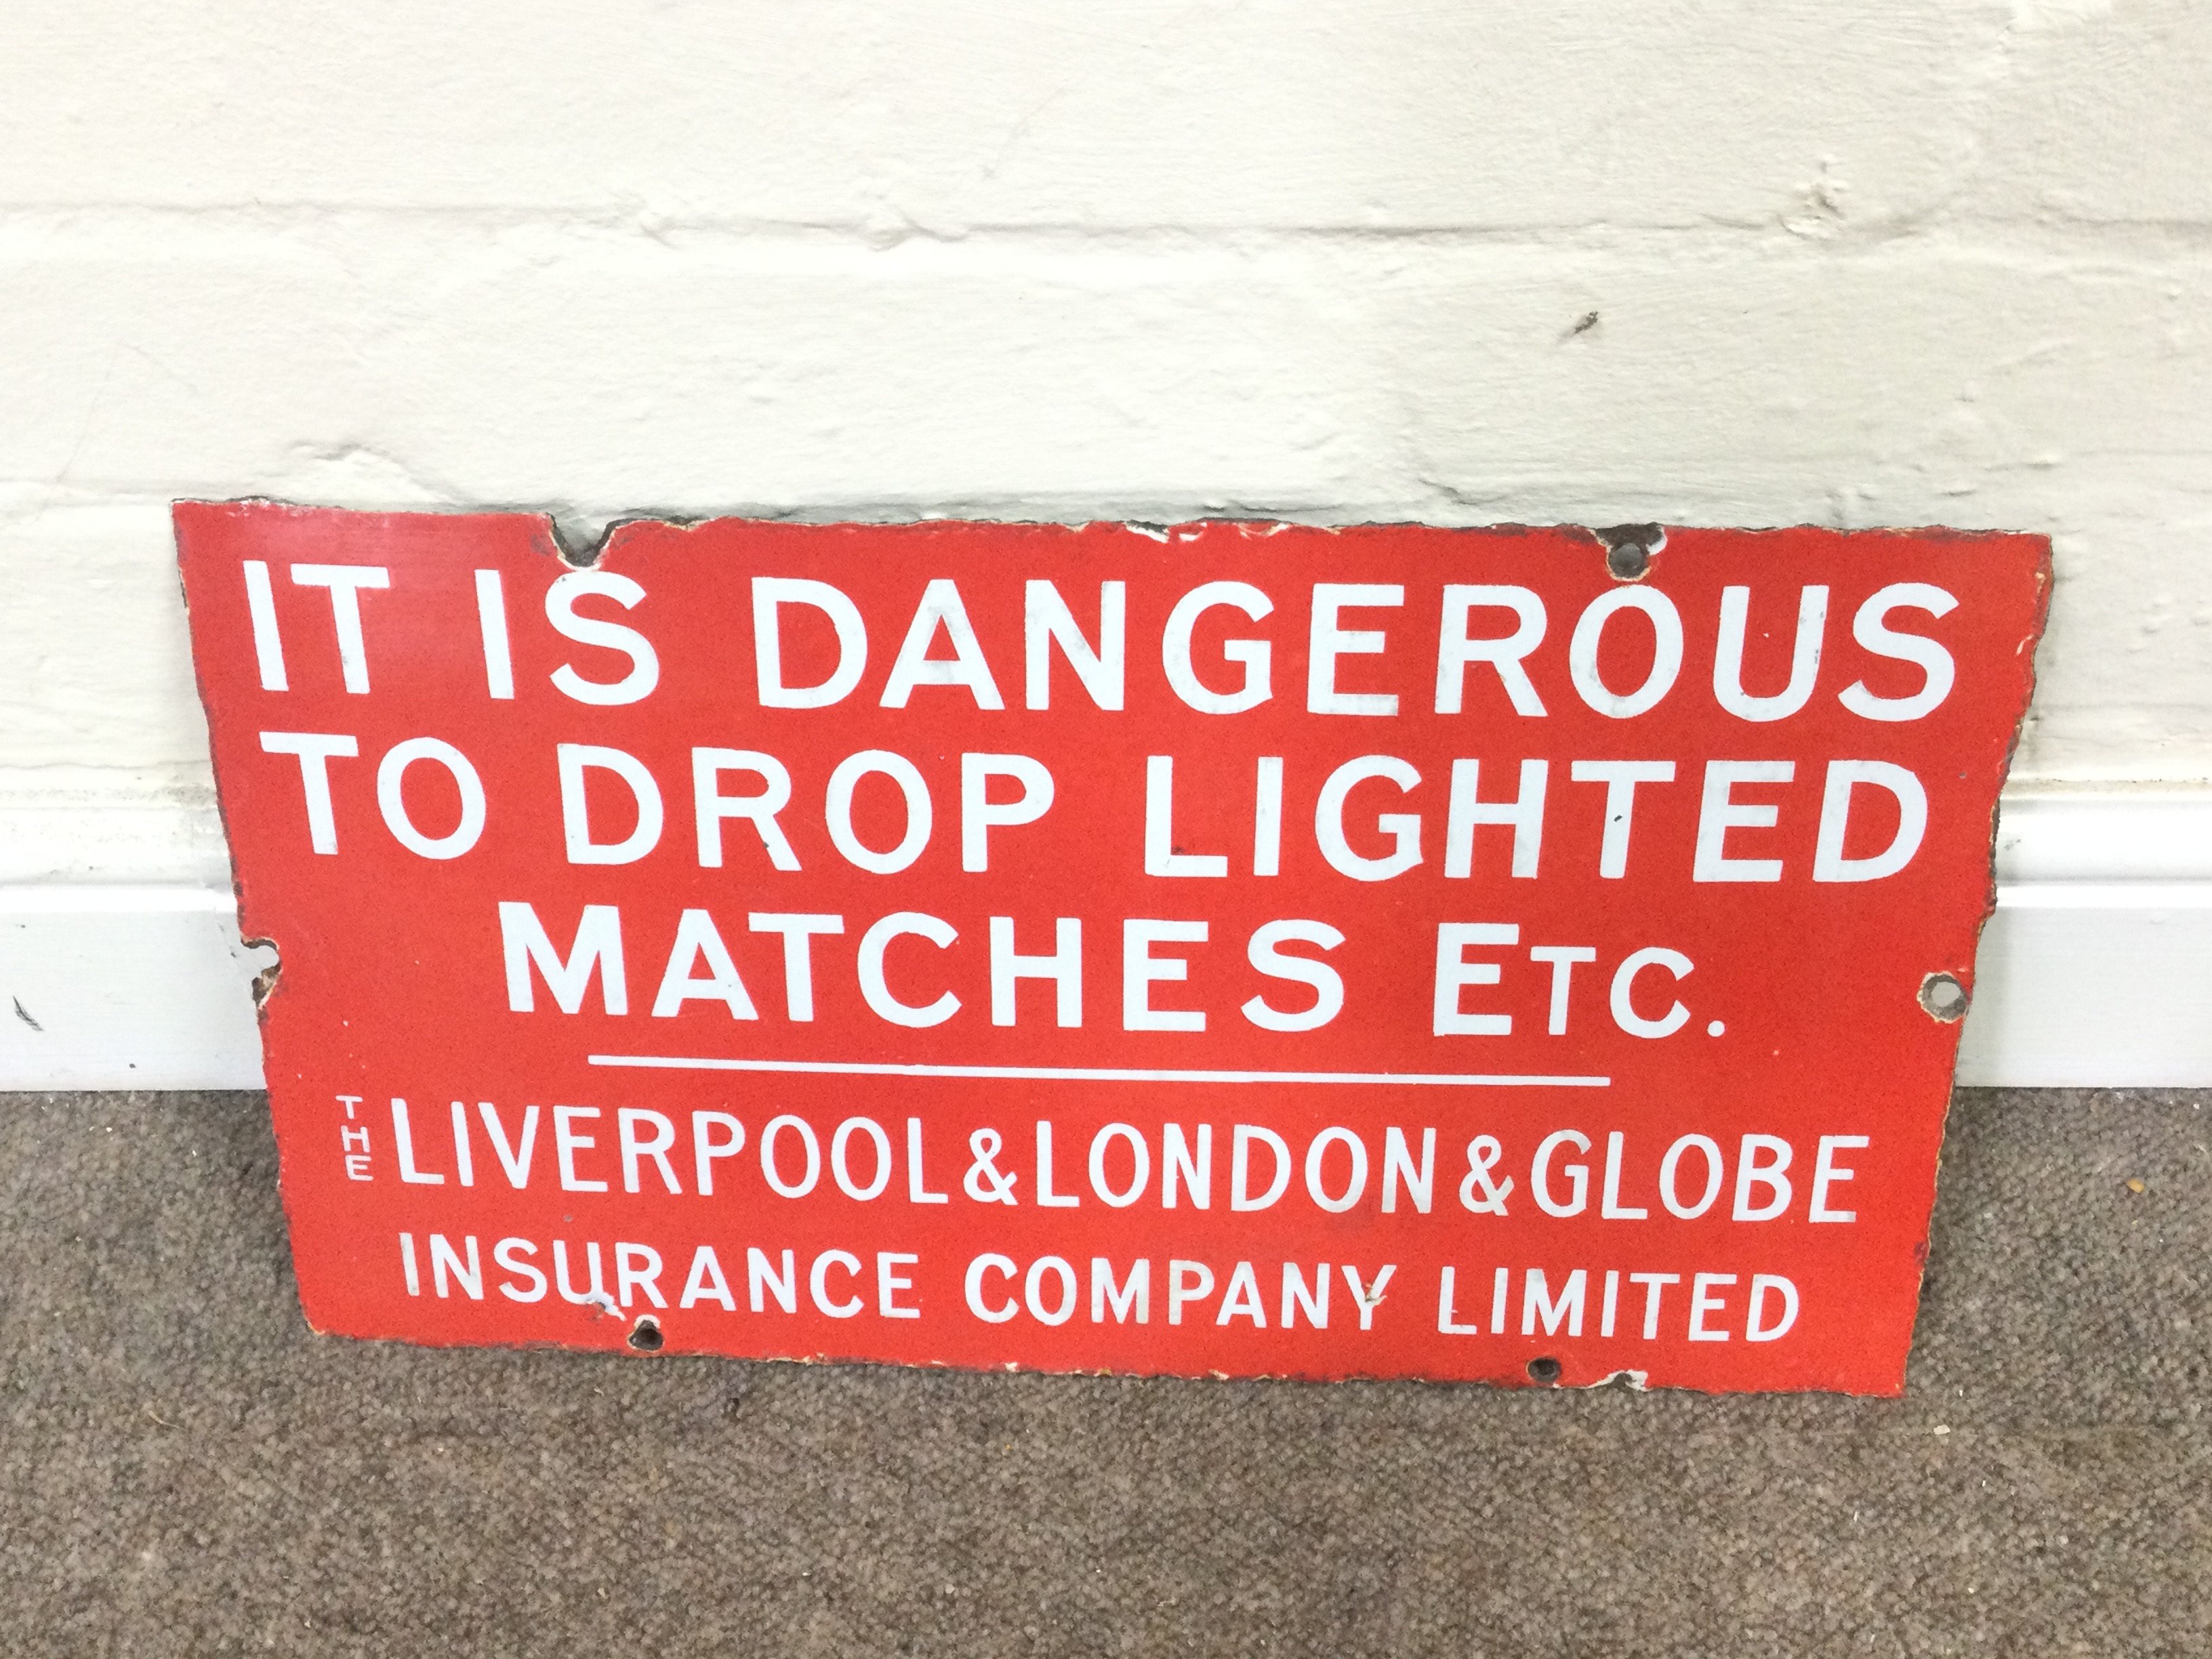 IT IS DANGEROUS
TO DROP LIGHTED
MATCHES ETC.
THE LIVERPOOL & LONDON & GLOBE
INSURANCE COMPANY LIMITED